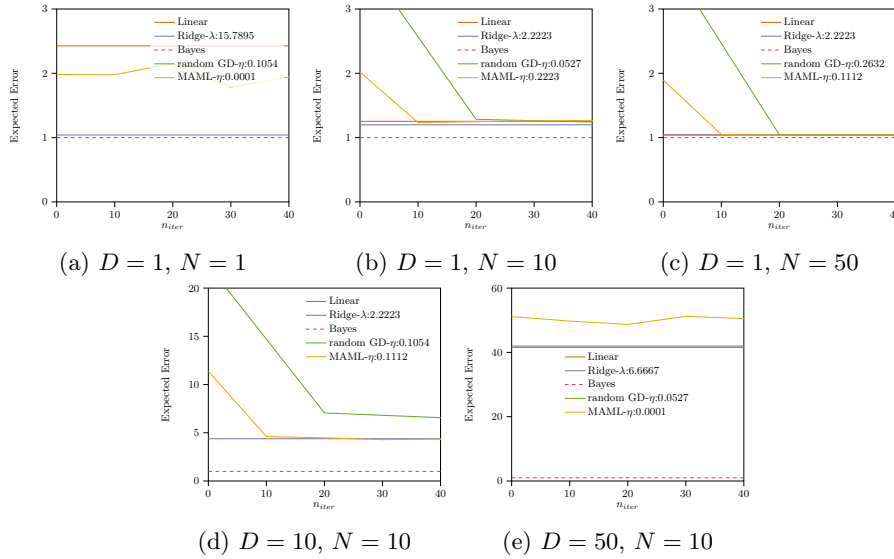 3
2
1
0
Expected Error
0 10 20 30 40
n_iter
Linear
Ridge-λ:15.7895
Bayes
random GD-η:0.1054
MAML-η:0.0001
(a) D = 1, N = 1
3
2
1
0
Expected Error
0 10 20 30 40
n_iter
Linear
Ridge-λ:2.2223
Bayes
random GD-η:0.0527
MAML-η:0.2223
(b) D = 1, N = 10
3
2
1
0
Expected Error
0 10 20 30 40
n_iter
Linear
Ridge-λ:2.2223
Bayes
random GD-η:0.2632
MAML-η:0.1112
(c) D = 1, N = 50
20
15
10
5
0
Expected Error
0 10 20 30 40
n_iter
Linear
Ridge-λ:2.2223
Bayes
random GD-η:0.1054
MAML-η:0.1112
(d) D = 10, N = 10
60
40
20
0
Expected Error
0 10 20 30 40
n_iter
Linear
Ridge-λ:6.6667
Bayes
random GD-η:0.0527
MAML-η:0.0001
(e) D = 50, N = 10